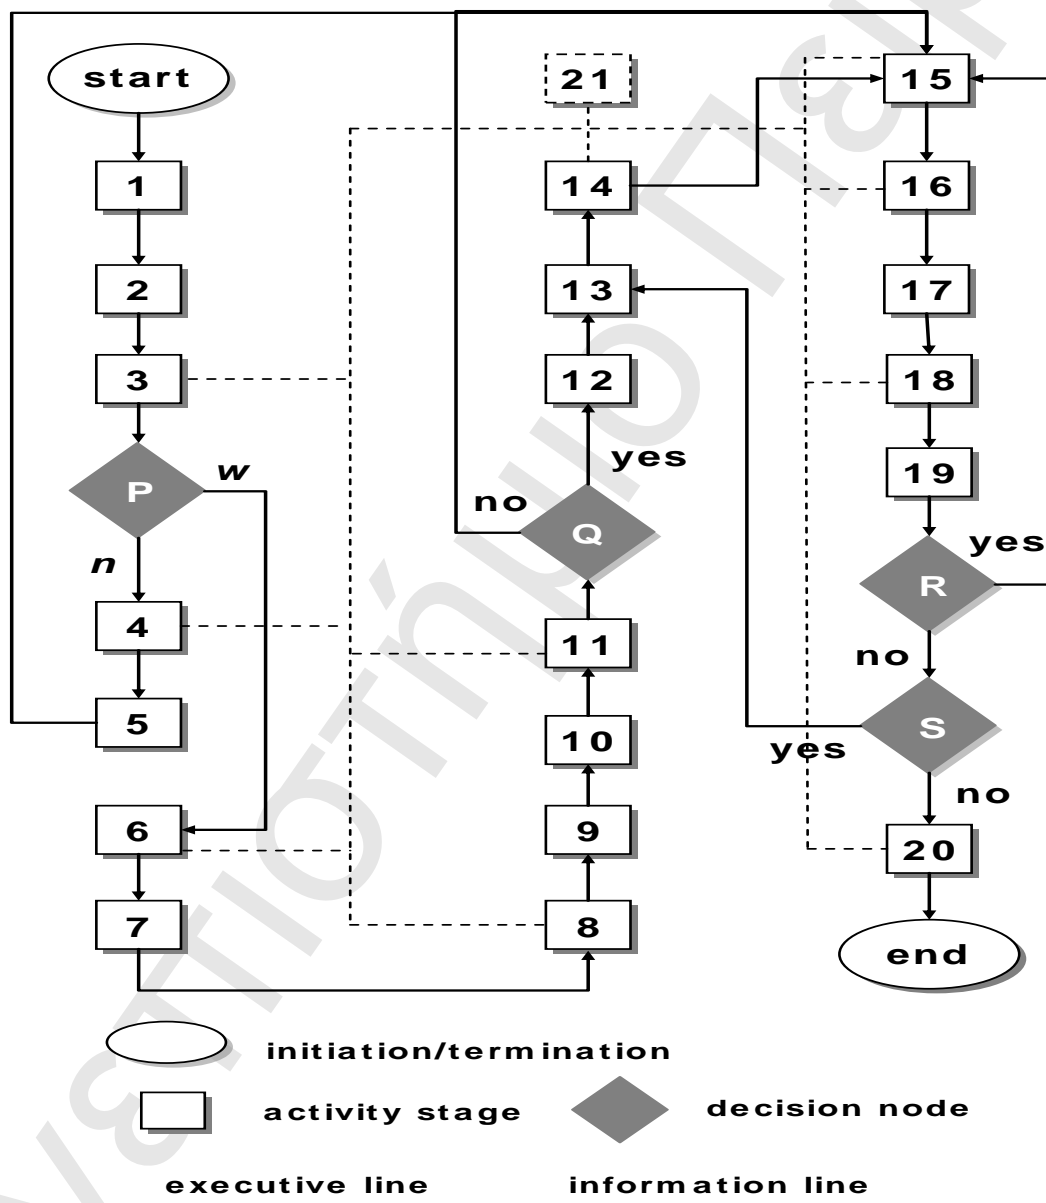 start
1
2
3
P
w
n
4
5
6
7
21
14
13
12
yes
no
Q
11
10
9
8
15
16
17
18
19
R
yes
no
S
yes
no
20
end
initiation/termination
activity stage
decision node
executive line
information line